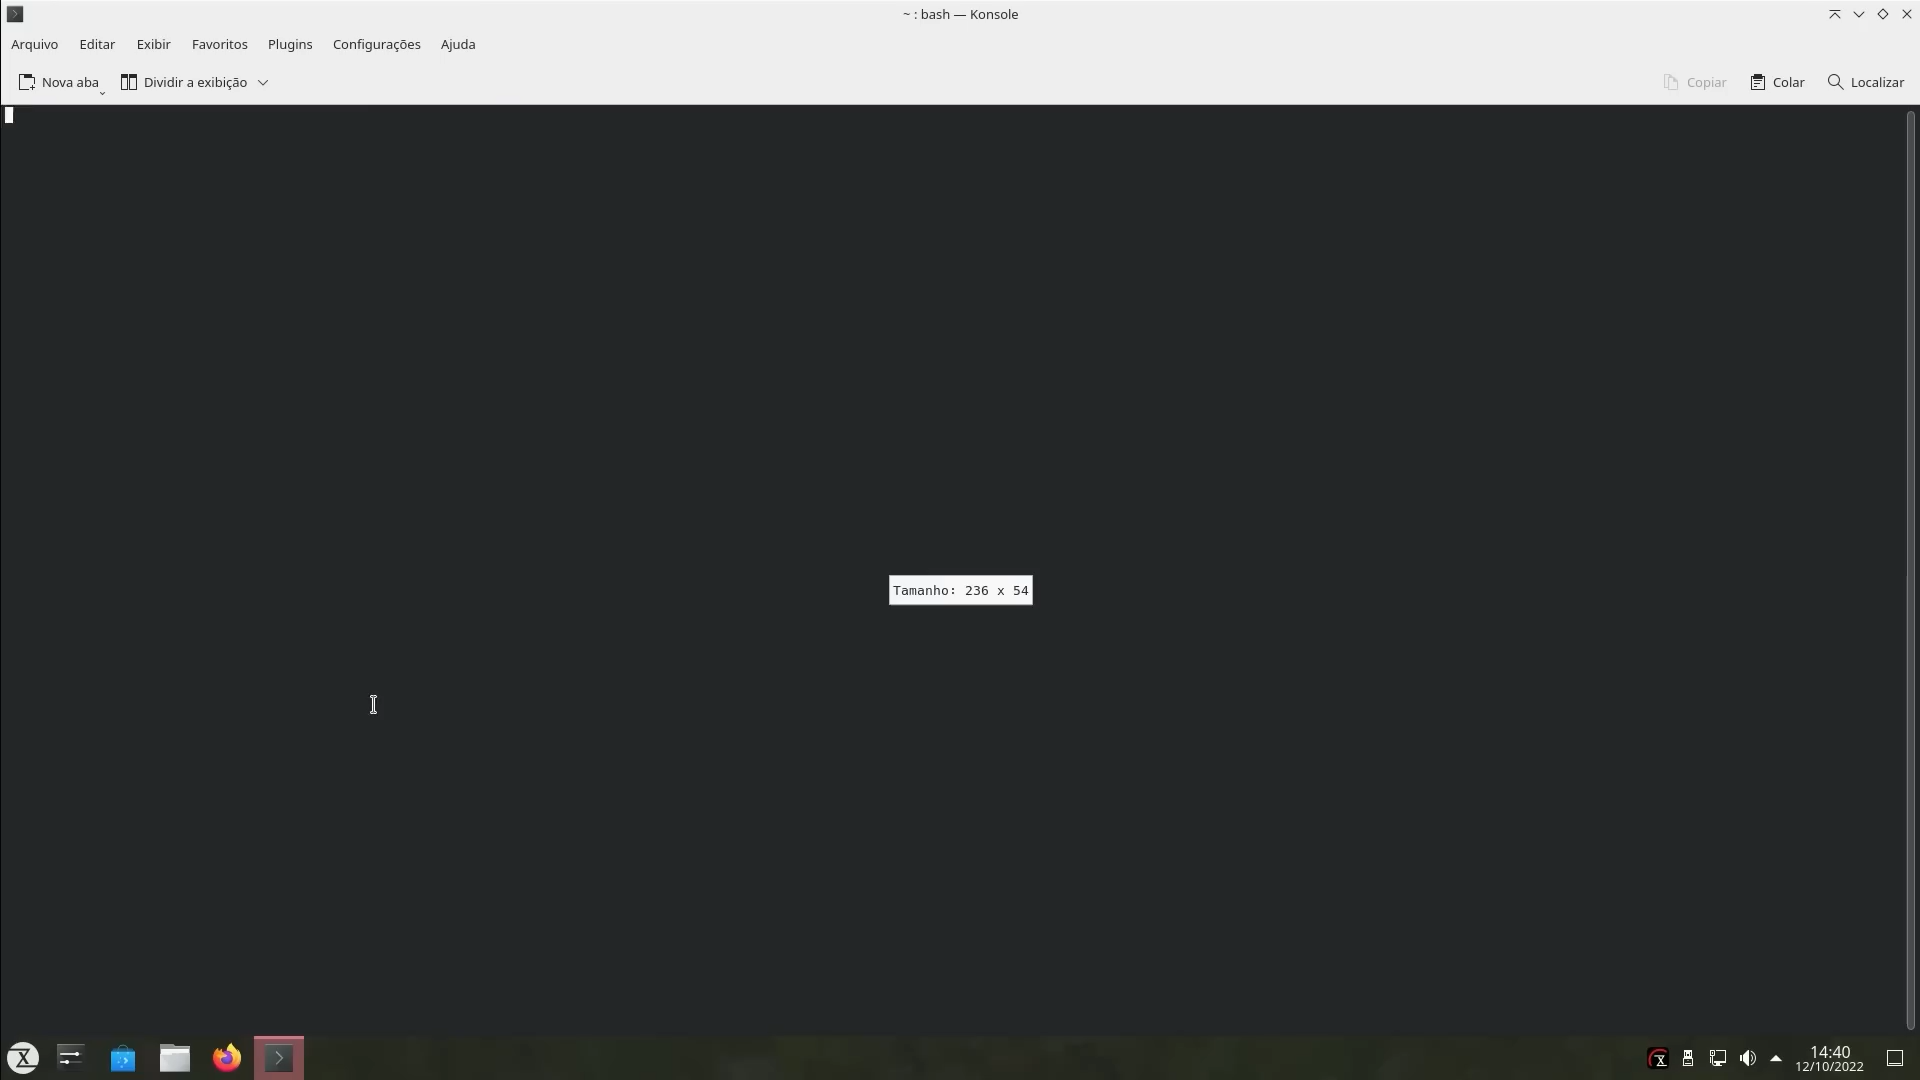 ~ : bash — Konsole
Arquivo Editar Exibir Favoritos Plugins Configurações Ajuda
Nova aba Dividir a exibição Copiar Colar Localizar
Tamanho: 236 x 54
14:40
12/10/2022